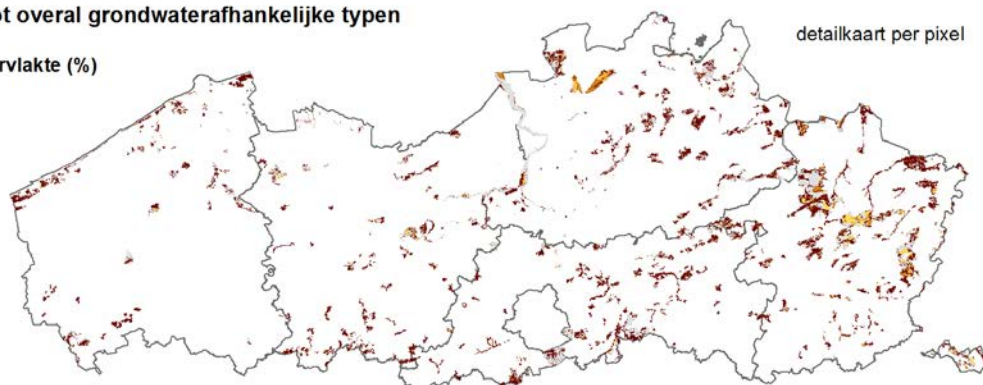 ot overal grondwaterafhankelijke typen
detailkaart per pixel
rvlakte (%)